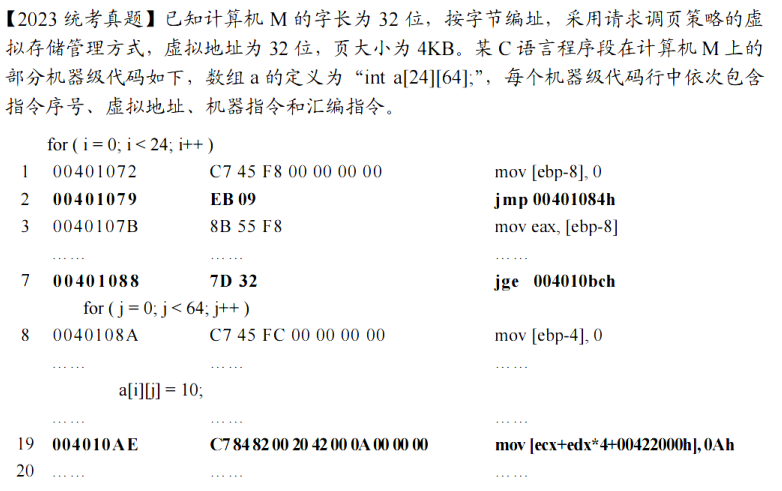 【2023 统考真题】已知计算机 M 的字长为 32 位，按字节编址，采用请求调页策略的虚
拟存储管理方式，虚拟地址为 32 位，页大小为 4KB。某 C 语言程序段在计算机 M 上的
部分机器级代码如下，数组 a 的定义为“int a[24][64];”，每个机器级代码行中依次包含
指令序号、虚拟地址、机器指令和汇编指令。
for ( i = 0; i < 24; i++ )
1 00401072 C7 45 F8 00 00 00 00 mov [ebp-8], 0
2 00401079 EB 09 jmp 00401084h
3 0040107B 8B 55 F8 mov eax, [ebp-8]
…… …… ……
7 00401088 7D 32 jge 004010bch
for ( j = 0; j < 64; j++ )
8 0040108A C7 45 FC 00 00 00 00 mov [ebp-4], 0
…… …… ……
a[i][j] = 10;
…… …… ……
19 004010AE C7 84 82 00 20 42 00 0A 00 00 00 mov [ecx+edx*4+00422000h], 0Ah
20 …… …… ……